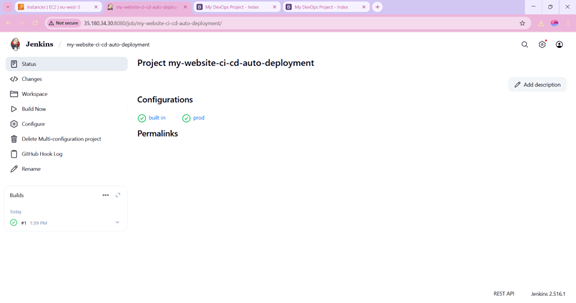 Instances | EC2 | eu-west-3
my-website-ci-cd-auto-deploy
My DevOps Project - Index
My DevOps Project - Index
Not secure
35.180.34.30:8080/job/my-website-ci-cd-auto-deployment/
Jenkins / my-website-ci-cd-auto-deployment
Status
Changes
Workspace
Build Now
Configure
Delete Multi-configuration project
GitHub Hook Log
Rename
Builds
Today
#1 1:39 PM
Project my-website-ci-cd-auto-deployment
Add description
Configurations
built in
prod
Permalinks
REST API
Jenkins 2.516.1